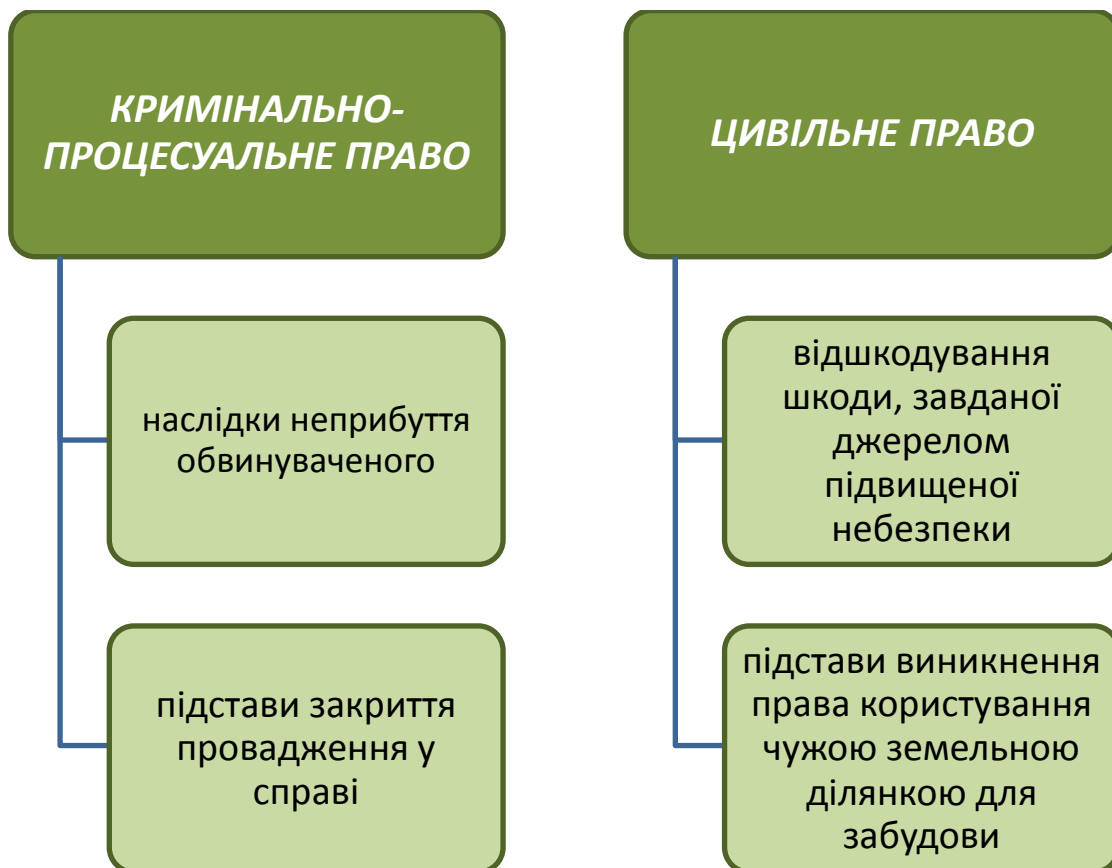 КРИМІНАЛЬНО-
ПРОЦЕСУАЛЬНЕ ПРАВО
наслідки неприбуття
обвинуваченого
підстави закриття
провадження у
справі
ЦИВІЛЬНЕ ПРАВО
відшкодування
шкоди, завданої
джерелом
підвищеної
небезпеки
підстави виникнення
права користування
чужою земельною
ділянкою для
забудови